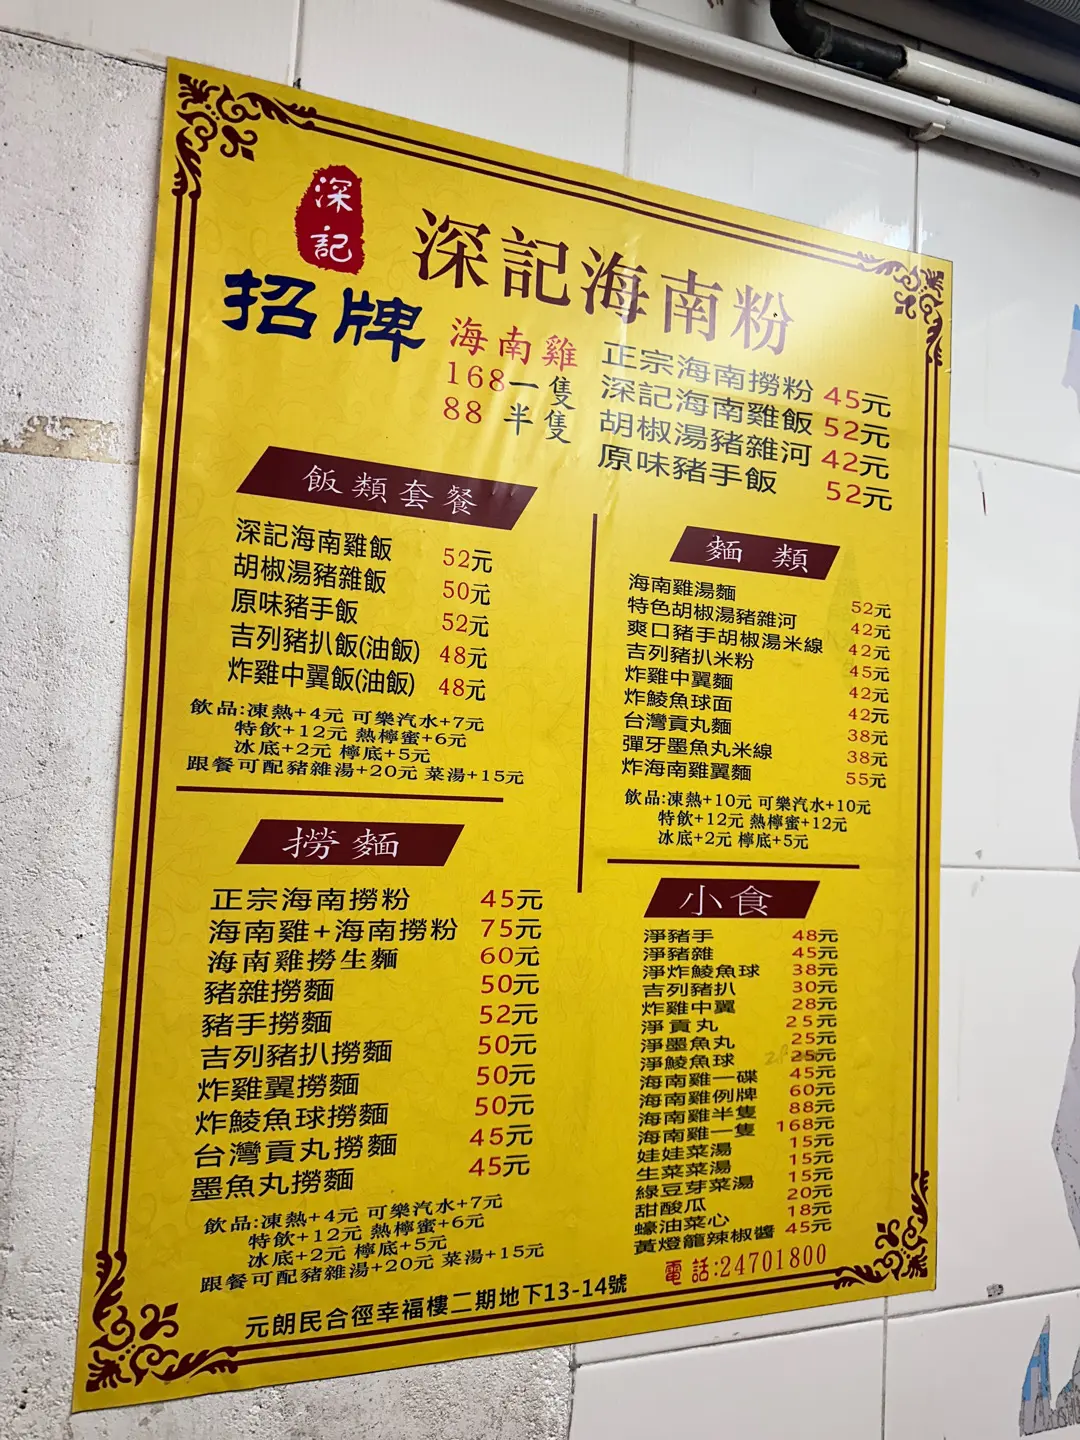 深記
深記海南粉
招牌
海南雞
168一隻
88 半隻
正宗海南撈粉 45元
深記海南雞飯 52元
胡椒湯豬雜河 42元
原味豬手飯 52元
飯類套餐
深記海南雞飯 52元
胡椒湯豬雜飯 50元
原味豬手飯 52元
吉列豬扒飯(油飯) 48元
炸雞中翼飯(油飯) 48元
飲品:凍熱+4元 可樂汽水+7元
特飲+12元 熱檸蜜+6元
冰底+2元 檸底+5元
跟餐可配豬雜湯+20元 菜湯+15元
麵類
海南雞湯麵 52元
特色胡椒湯豬雜河 42元
爽口豬手胡椒湯米線 42元
吉列豬扒米粉 45元
炸雞中翼麵 42元
炸鯪魚球面 42元
台灣貢丸麵 38元
彈牙墨魚丸米線 38元
炸海南雞翼麵 55元
飲品:凍熱+10元 可樂汽水+10元
特飲+12元 熱檸蜜+12元
冰底+2元 檸底+5元
撈麵
正宗海南撈粉 45元
海南雞+海南撈粉 75元
海南雞撈生麵 60元
豬雜撈麵 50元
豬手撈麵 52元
吉列豬扒撈麵 50元
炸雞翼撈麵 50元
炸鯪魚球撈麵 50元
台灣貢丸撈麵 45元
墨魚丸撈麵 45元
飲品:凍熱+4元 可樂汽水+7元
特飲+12元 熱檸蜜+6元
冰底+2元 檸底+5元
跟餐可配豬雜湯+20元 菜湯+15元
小食
淨豬手 48元
淨豬雜 45元
淨炸鯪魚球 38元
吉列豬扒 30元
炸雞中翼 28元
淨貢丸 25元
淨墨魚丸 25元
淨鯪魚球 25元
海南雞一碟 45元
海南雞例牌 60元
海南雞半隻 88元
海南雞一隻 168元
娃娃菜湯 15元
生菜菜湯 15元
綠豆芽菜湯 15元
甜酸瓜 20元
蠔油菜心 18元
黃燈籠辣椒醬 45元
電話:24701800
元朗民合徑幸福樓二期地下13-14號